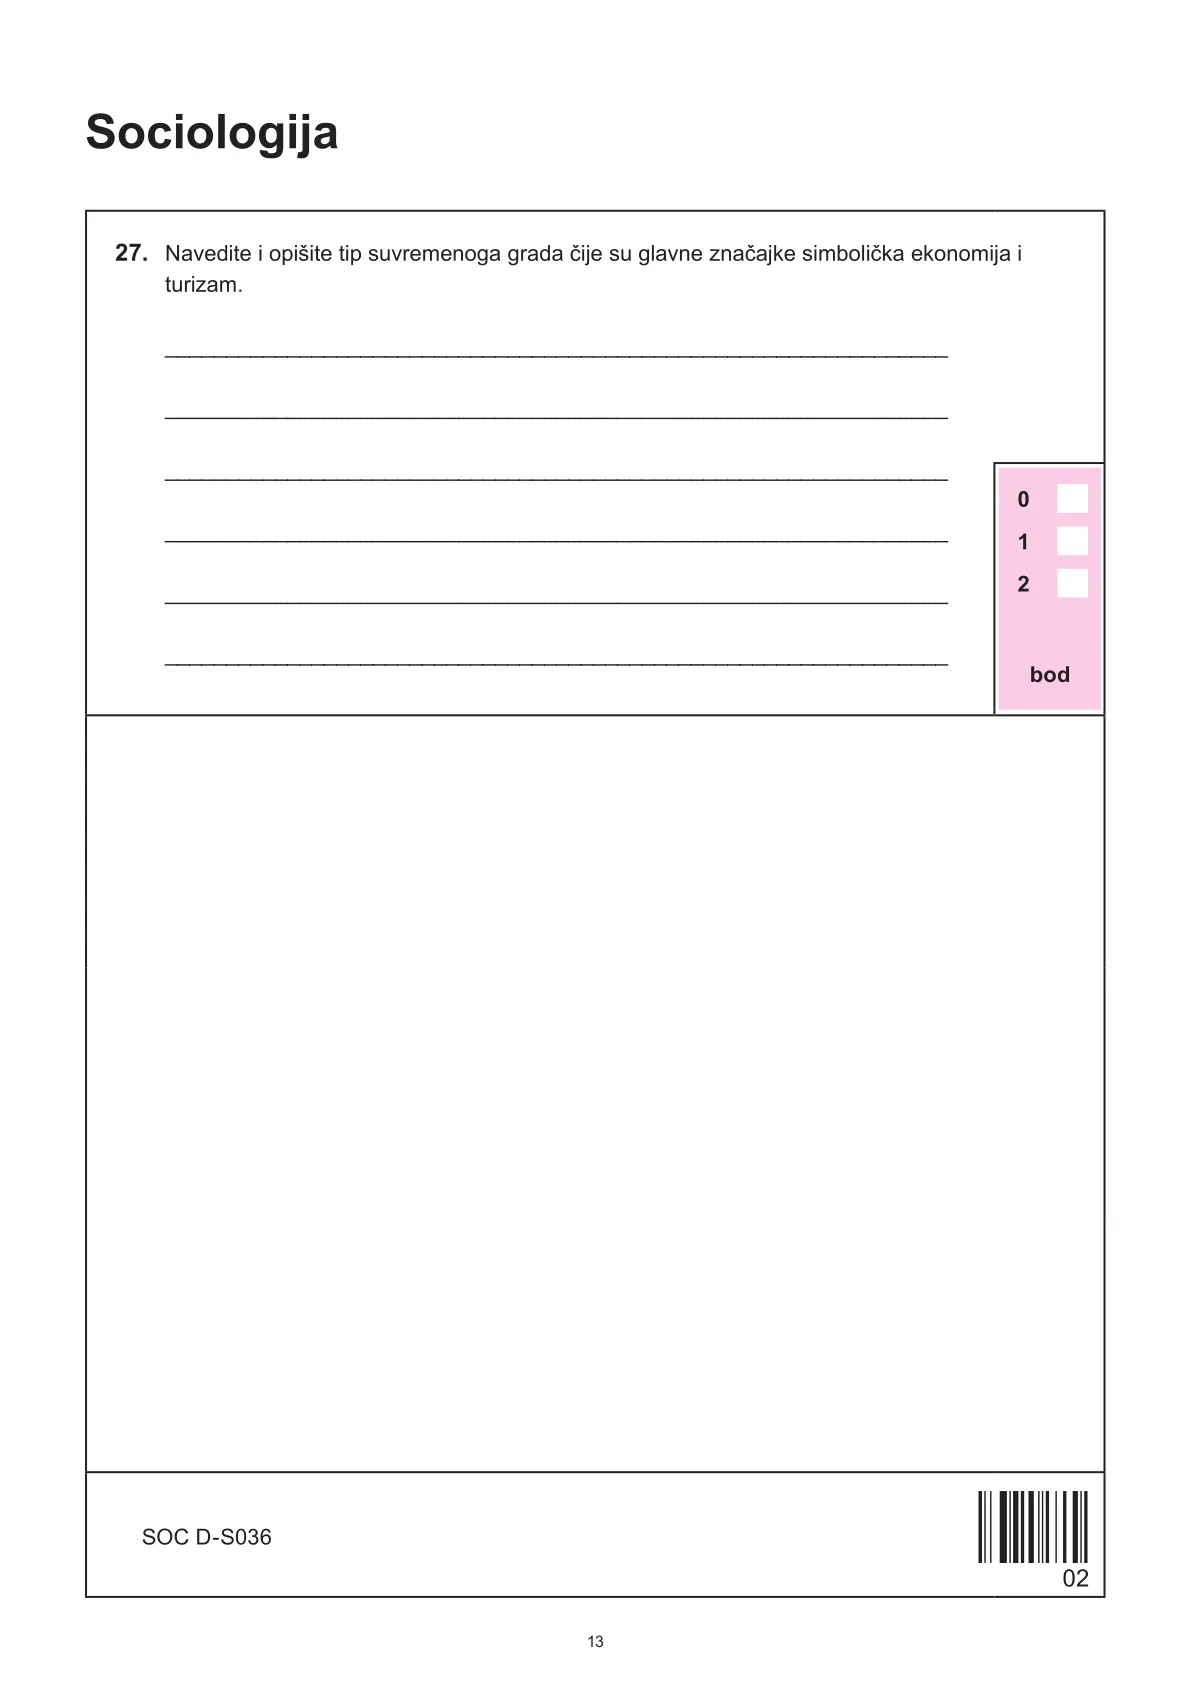 Sociologija
27. Navedite i opišite tip suvremenoga grada čije su glavne značajke simbolička ekonomija i
turizam.
0
1
2
bod
SOC D-S036
02
13